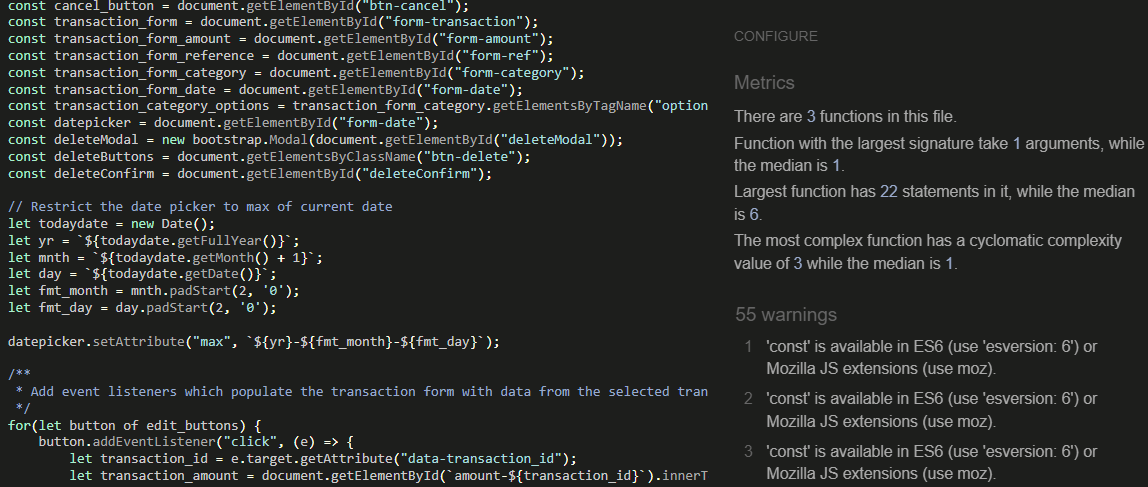 const cancel_button = document.getElementById("btn-cancel");
const transaction_form = document.getElementById("form-transaction");
const transaction_form_amount = document.getElementById("form-amount");
const transaction_form_reference = document.getElementById("form-ref");
const transaction_form_category = document.getElementById("form-category");
const transaction_form_date = document.getElementById("form-date");
const transaction_category_options = transaction_form_category.getElementsByTagName("option
const datepicker = document.getElementById("form-date");
const deleteModal = new bootstrap.Modal(document.getElementById("deleteModal"));
const deleteButtons = document.getElementsByClassName("btn-delete");
const deleteConfirm = document.getElementById("deleteConfirm");
// Restrict the date picker to max of current date
let todaydate = new Date();
let yr = `${todaydate.getFullYear()}`;
let mnth = `${todaydate.getMonth() + 1}`;
let day = `${todaydate.getDate()}`;
let fmt_month = mnth.padStart(2, '0');
let fmt_day = day.padStart(2, '0');
datepicker.setAttribute("max", `${yr}-${fmt_month}-${fmt_day}`);
/**
 * Add event listeners which populate the transaction form with data from the selected tran
 */
for(let button of edit_buttons) {
    button.addEventListener("click", (e) => {
        let transaction_id = e.target.getAttribute("data-transaction_id");
        let transaction_amount = document.getElementById(`amount-${transaction_id}`).innerT
CONFIGURE
Metrics
There are 3 functions in this file.
Function with the largest signature take 1 arguments, while
the median is 1.
Largest function has 22 statements in it, while the median
is 6.
The most complex function has a cyclomatic complexity
value of 3 while the median is 1.
55 warnings
1 'const' is available in ES6 (use 'esversion: 6') or
Mozilla JS extensions (use moz).
2 'const' is available in ES6 (use 'esversion: 6') or
Mozilla JS extensions (use moz).
3 'const' is available in ES6 (use 'esversion: 6') or
Mozilla JS extensions (use moz).